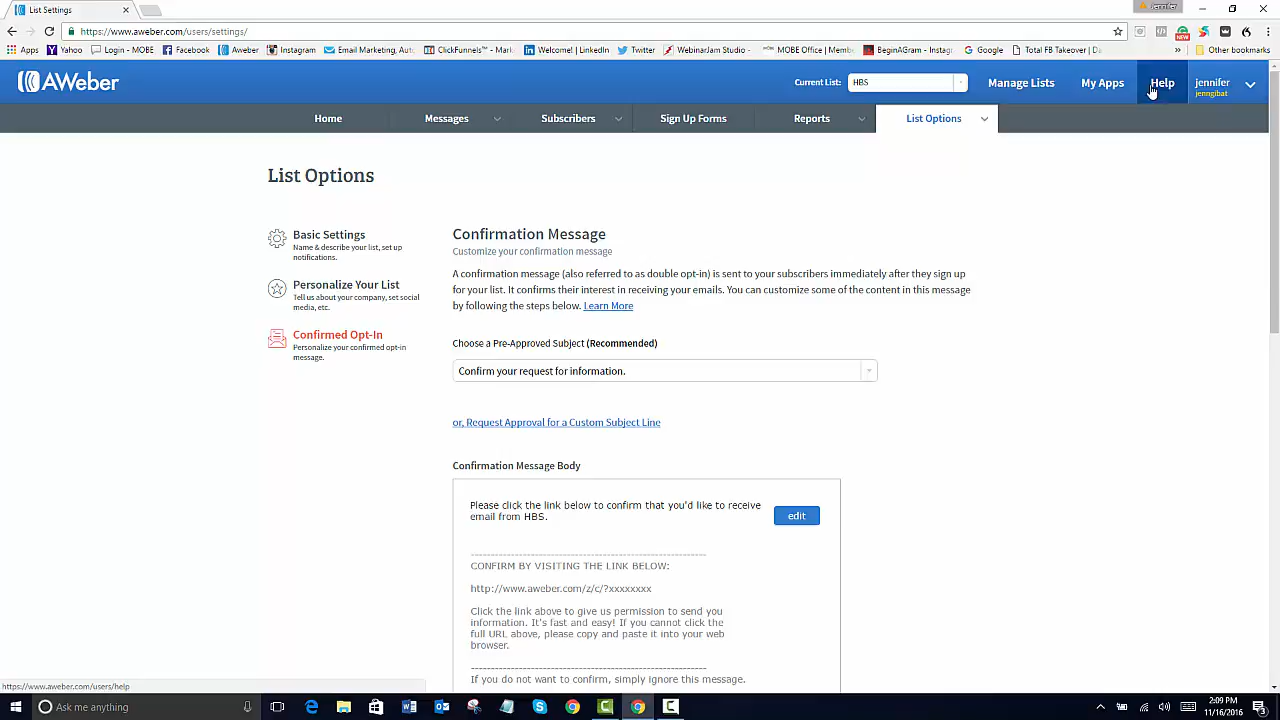 List Settings
Jennifer
https://www.aweber.com/users/settings/
Apps
Yahoo
Login - MOBE
Facebook
AWeber
Instagram
Email Marketing, Auto
ClickFunnels™ - Mark
Welcome! | LinkedIn
Twitter
WebinarJam Studio
MOBE Office | Memb
BeginAGram - Instag
Google
Total FB Takeover | Da
»
Other bookmarks
NEW
AWeber
Current List:
HBS
Manage Lists
My Apps
Help
jennifer
jenngibat
Home
Messages
Subscribers
Sign Up Forms
Reports
List Options
List Options
Basic Settings
Name & describe your list, set up
notifications.
Personalize Your List
Tell us about your company, set social
media, etc.
Confirmed Opt-In
Personalize your confirmed opt-in
message.
Confirmation Message
Customize your confirmation message
A confirmation message (also referred to as double opt-in) is sent to your subscribers immediately after they sign up
for your list. It confirms their interest in receiving your emails. You can customize some of the content in this message
by following the steps below. Learn More
Choose a Pre-Approved Subject (Recommended)
Confirm your request for information.
or, Request Approval for a Custom Subject Line
Confirmation Message Body
Please click the link below to confirm that you'd like to receive
email from HBS.
edit
------------------------------------------------------------
CONFIRM BY VISITING THE LINK BELOW:
http://www.aweber.com/z/c/?xxxxxxxx
Click the link above to give us permission to send you
information. It's fast and easy! If you cannot click the
full URL above, please copy and paste it into your web
browser.
------------------------------------------------------------
If you do not want to confirm, simply ignore this message.
https://www.aweber.com/users/help
Ask me anything
2:09 PM
11/16/2016